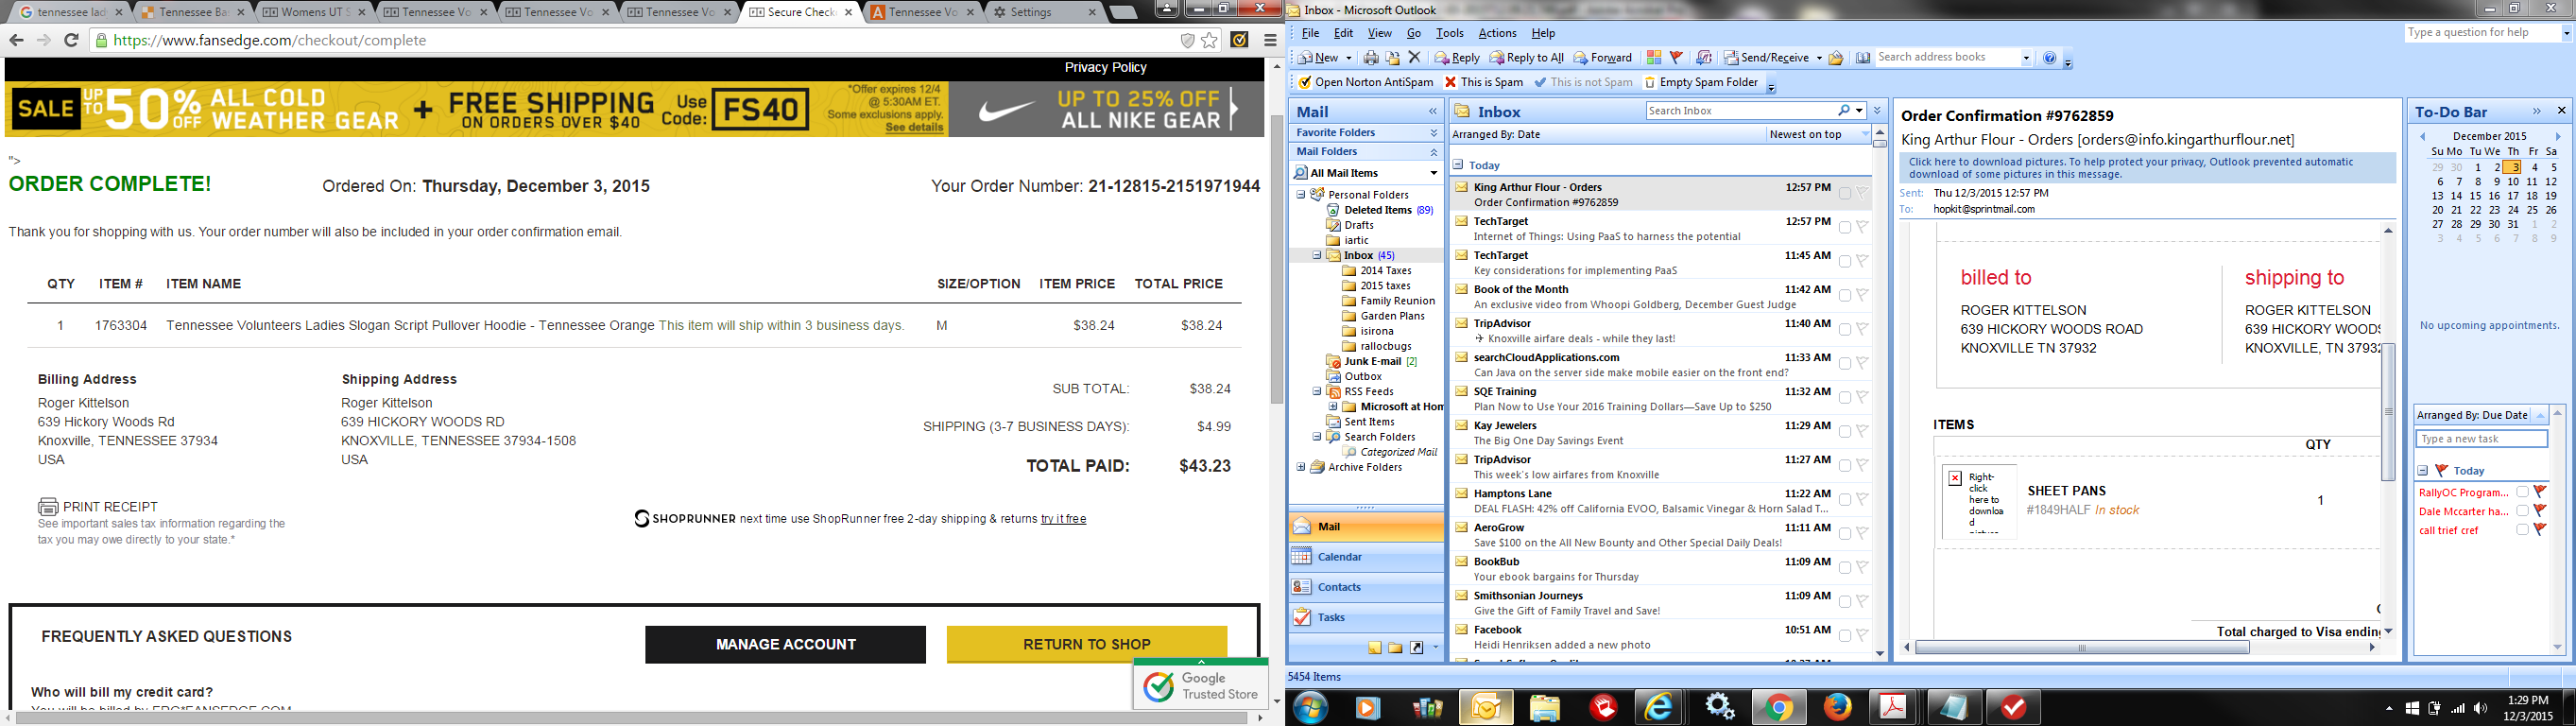 tennessee lad
Tennessee Ba
Womens UT S
Tennessee Vo
Tennessee Vo
Tennessee Vo
Secure Check
Tennessee Vo
Settings
https://www.fansedge.com/checkout/complete
Privacy Policy
SALE UP TO 50% OFF ALL COLD WEATHER GEAR + FREE SHIPPING ON ORDERS OVER $40 Use Code: FS40
*Offer expires 12/4
@ 5:30AM ET.
Some exclusions apply.
See details
UP TO 25% OFF
ALL NIKE GEAR
">
ORDER COMPLETE! Ordered On: Thursday, December 3, 2015 Your Order Number: 21-12815-2151971944
Thank you for shopping with us. Your order number will also be included in your order confirmation email.
QTY ITEM # ITEM NAME SIZE/OPTION ITEM PRICE TOTAL PRICE
1 1763304 Tennessee Volunteers Ladies Slogan Script Pullover Hoodie - Tennessee Orange This item will ship within 3 business days. M $38.24 $38.24
Billing Address
Roger Kittelson
639 Hickory Woods Rd
Knoxville, TENNESSEE 37934
USA
Shipping Address
Roger Kittelson
639 HICKORY WOODS RD
KNOXVILLE, TENNESSEE 37934-1508
USA
SUB TOTAL: $38.24
SHIPPING (3-7 BUSINESS DAYS): $4.99
TOTAL PAID: $43.23
PRINT RECEIPT
See important sales tax information regarding the
tax you may owe directly to your state.*
SHOPRUNNER next time use ShopRunner free 2-day shipping & returns try it free
FREQUENTLY ASKED QUESTIONS
MANAGE ACCOUNT
RETURN TO SHOP
Google
Trusted Store
Who will bill my credit card?
You will be billed by FRG*FANSEDGE.COM
Inbox - Microsoft Outlook
File Edit View Go Tools Actions Help
Type a question for help
New Reply Reply to All Forward Send/Receive Search address books
Open Norton AntiSpam This is Spam This is not Spam Empty Spam Folder
Mail
Favorite Folders
Mail Folders
All Mail Items
Personal Folders
Deleted Items (89)
Drafts
iartic
Inbox (45)
2014 Taxes
2015 taxes
Family Reunion
Garden Plans
isirona
rallocbugs
Junk E-mail [2]
Outbox
RSS Feeds
Microsoft at Hom
Sent Items
Search Folders
Categorized Mail
Archive Folders
Mail
Calendar
Contacts
Tasks
5454 Items
Inbox
Search Inbox
Arranged By: Date Newest on top
Today
King Arthur Flour - Orders 12:57 PM
Order Confirmation #9762859
TechTarget 12:57 PM
Internet of Things: Using PaaS to harness the potential
TechTarget 11:45 AM
Key considerations for implementing PaaS
Book of the Month 11:42 AM
An exclusive video from Whoopi Goldberg, December Guest Judge
TripAdvisor 11:40 AM
✈ Knoxville airfare deals - while they last!
searchCloudApplications.com 11:33 AM
Can Java on the server side make mobile easier on the front end?
SQE Training 11:32 AM
Plan Now to Use Your 2016 Training Dollars—Save Up to $250
Kay Jewelers 11:29 AM
The Big One Day Savings Event
TripAdvisor 11:27 AM
This week's low airfares from Knoxville
Hamptons Lane 11:22 AM
DEAL FLASH: 42% off California EVOO, Balsamic Vinegar & Horn Salad T...
AeroGrow 11:11 AM
Save $100 on the All New Bounty and Other Special Daily Deals!
BookBub 11:09 AM
Your ebook bargains for Thursday
Smithsonian Journeys 11:09 AM
Give the Gift of Family Travel and Save!
Facebook 10:51 AM
Heidi Henriksen added a new photo
Order Confirmation #9762859
King Arthur Flour - Orders [orders@info.kingarthurflour.net]
Click here to download pictures. To help protect your privacy, Outlook prevented automatic
download of some pictures in this message.
Sent: Thu 12/3/2015 12:57 PM
To: hopkit@sprintmail.com
billed to
ROGER KITTELSON
639 HICKORY WOODS ROAD
KNOXVILLE TN 37932
shipping to
ROGER KITTELSON
639 HICKORY WOODS
KNOXVILLE, TN 37932
ITEMS
QTY
Right-
click
here to
downloa
d
picture
SHEET PANS
#1849HALF In stock
1
Total charged to Visa ending
To-Do Bar
December 2015
Su Mo Tu We Th Fr Sa
29 30 1 2 3 4 5
6 7 8 9 10 11 12
13 14 15 16 17 18 19
20 21 22 23 24 25 26
27 28 29 30 31 1 2
3 4 5 6 7 8 9
No upcoming appointments.
Arranged By: Due Date
Type a new task
Today
RallyOC Program...
Dale Mccarter ha...
call trief cref
1:29 PM
12/3/2015